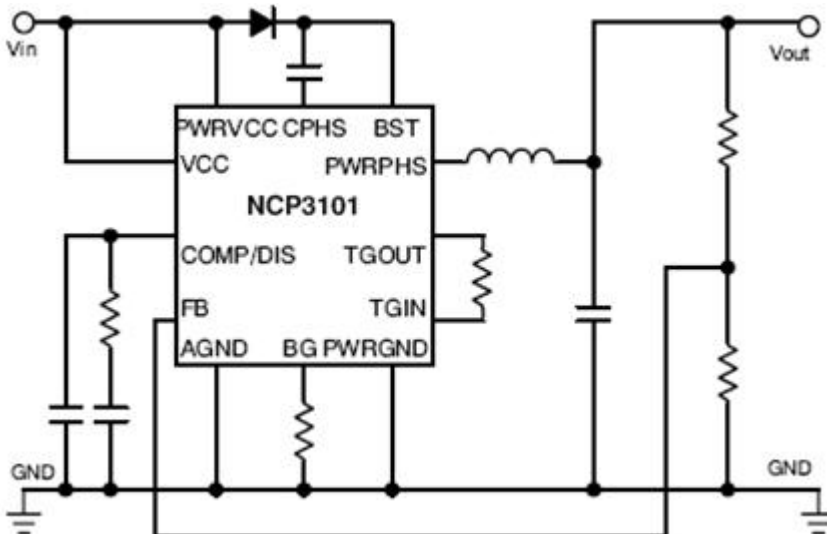 Vin
Vout
PWRVCC CPHS BST
VCC PWRPHS
NCP3101
COMP/DIS TGOUT
FB TGIN
AGND BG PWRGND
GND GND